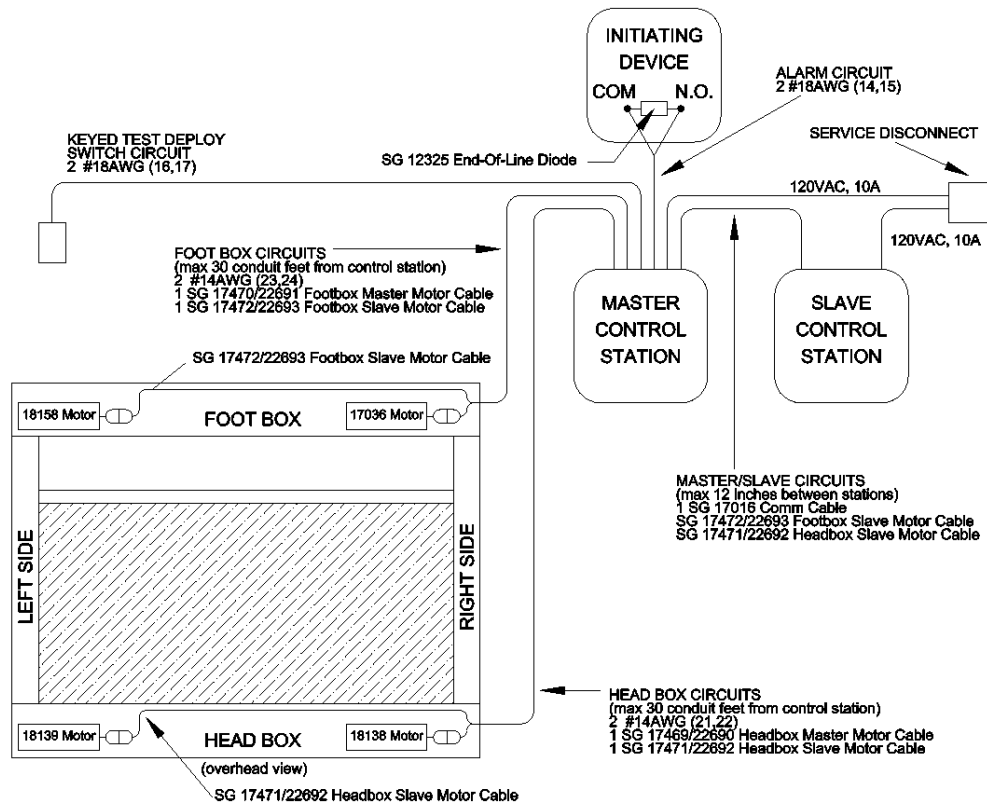 INITIATING
DEVICE
COM
N.O.
ALARM CIRCUIT
2 #18AWG (14,15)
SERVICE DISCONNECT
KEYED TEST DEPLOY
SWITCH CIRCUIT
2 #18AWG (16,17)
SG 12325 End-Of-Line Diode
120VAC, 10A
120VAC, 10A
FOOT BOX CIRCUITS
(max 30 conduit feet from control station)
2 #14AWG (23,24)
1 SG 17470/22691 Footbox Master Motor Cable
1 SG 17472/22693 Footbox Slave Motor Cable
MASTER
CONTROL
STATION
SLAVE
CONTROL
STATION
SG 17472/22693 Footbox Slave Motor Cable
18158 Motor
FOOT BOX
17036 Motor
LEFT SIDE
RIGHT SIDE
MASTER/SLAVE CIRCUITS
(max 12 inches between stations)
1 SG 17016 Comm Cable
SG 17472/22693 Footbox Slave Motor Cable
SG 17471/22692 Headbox Slave Motor Cable
HEAD BOX CIRCUITS
(max 30 conduit feet from control station)
2 #14AWG (21,22)
1 SG 17469/22690 Headbox Master Motor Cable
1 SG 17471/22692 Headbox Slave Motor Cable
18139 Motor
HEAD BOX
18138 Motor
(overhead view)
SG 17471/22692 Headbox Slave Motor Cable